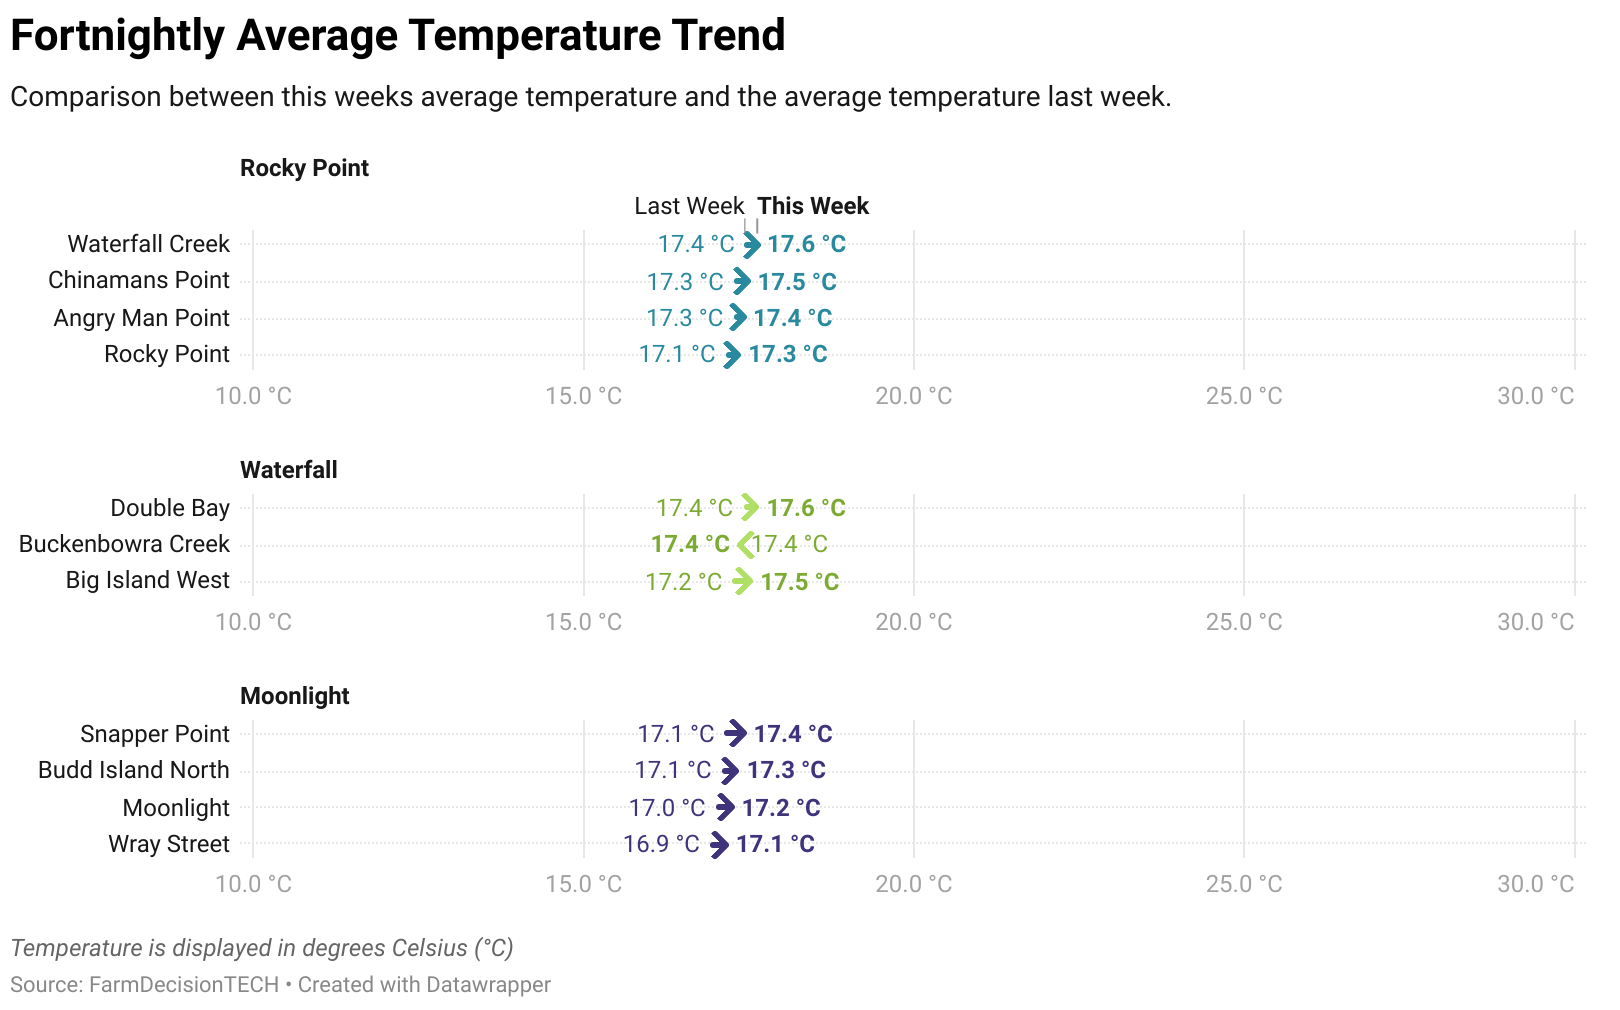 Fortnightly Average Temperature Trend
Comparison between this weeks average temperature and the average temperature last week.
Rocky Point
Last Week This Week
Waterfall Creek 17.4 °C 17.6 °C
Chinamans Point 17.3 °C 17.5 °C
Angry Man Point 17.3 °C 17.4 °C
Rocky Point 17.1 °C 17.3 °C
10.0 °C 15.0 °C 20.0 °C 25.0 °C 30.0 °C
Waterfall
Double Bay 17.4 °C 17.6 °C
Buckenbowra Creek 17.4 °C 17.4 °C
Big Island West 17.2 °C 17.5 °C
10.0 °C 15.0 °C 20.0 °C 25.0 °C 30.0 °C
Moonlight
Snapper Point 17.1 °C 17.4 °C
Budd Island North 17.1 °C 17.3 °C
Moonlight 17.0 °C 17.2 °C
Wray Street 16.9 °C 17.1 °C
10.0 °C 15.0 °C 20.0 °C 25.0 °C 30.0 °C
Temperature is displayed in degrees Celsius (°C)
Source: FarmDecisionTECH • Created with Datawrapper